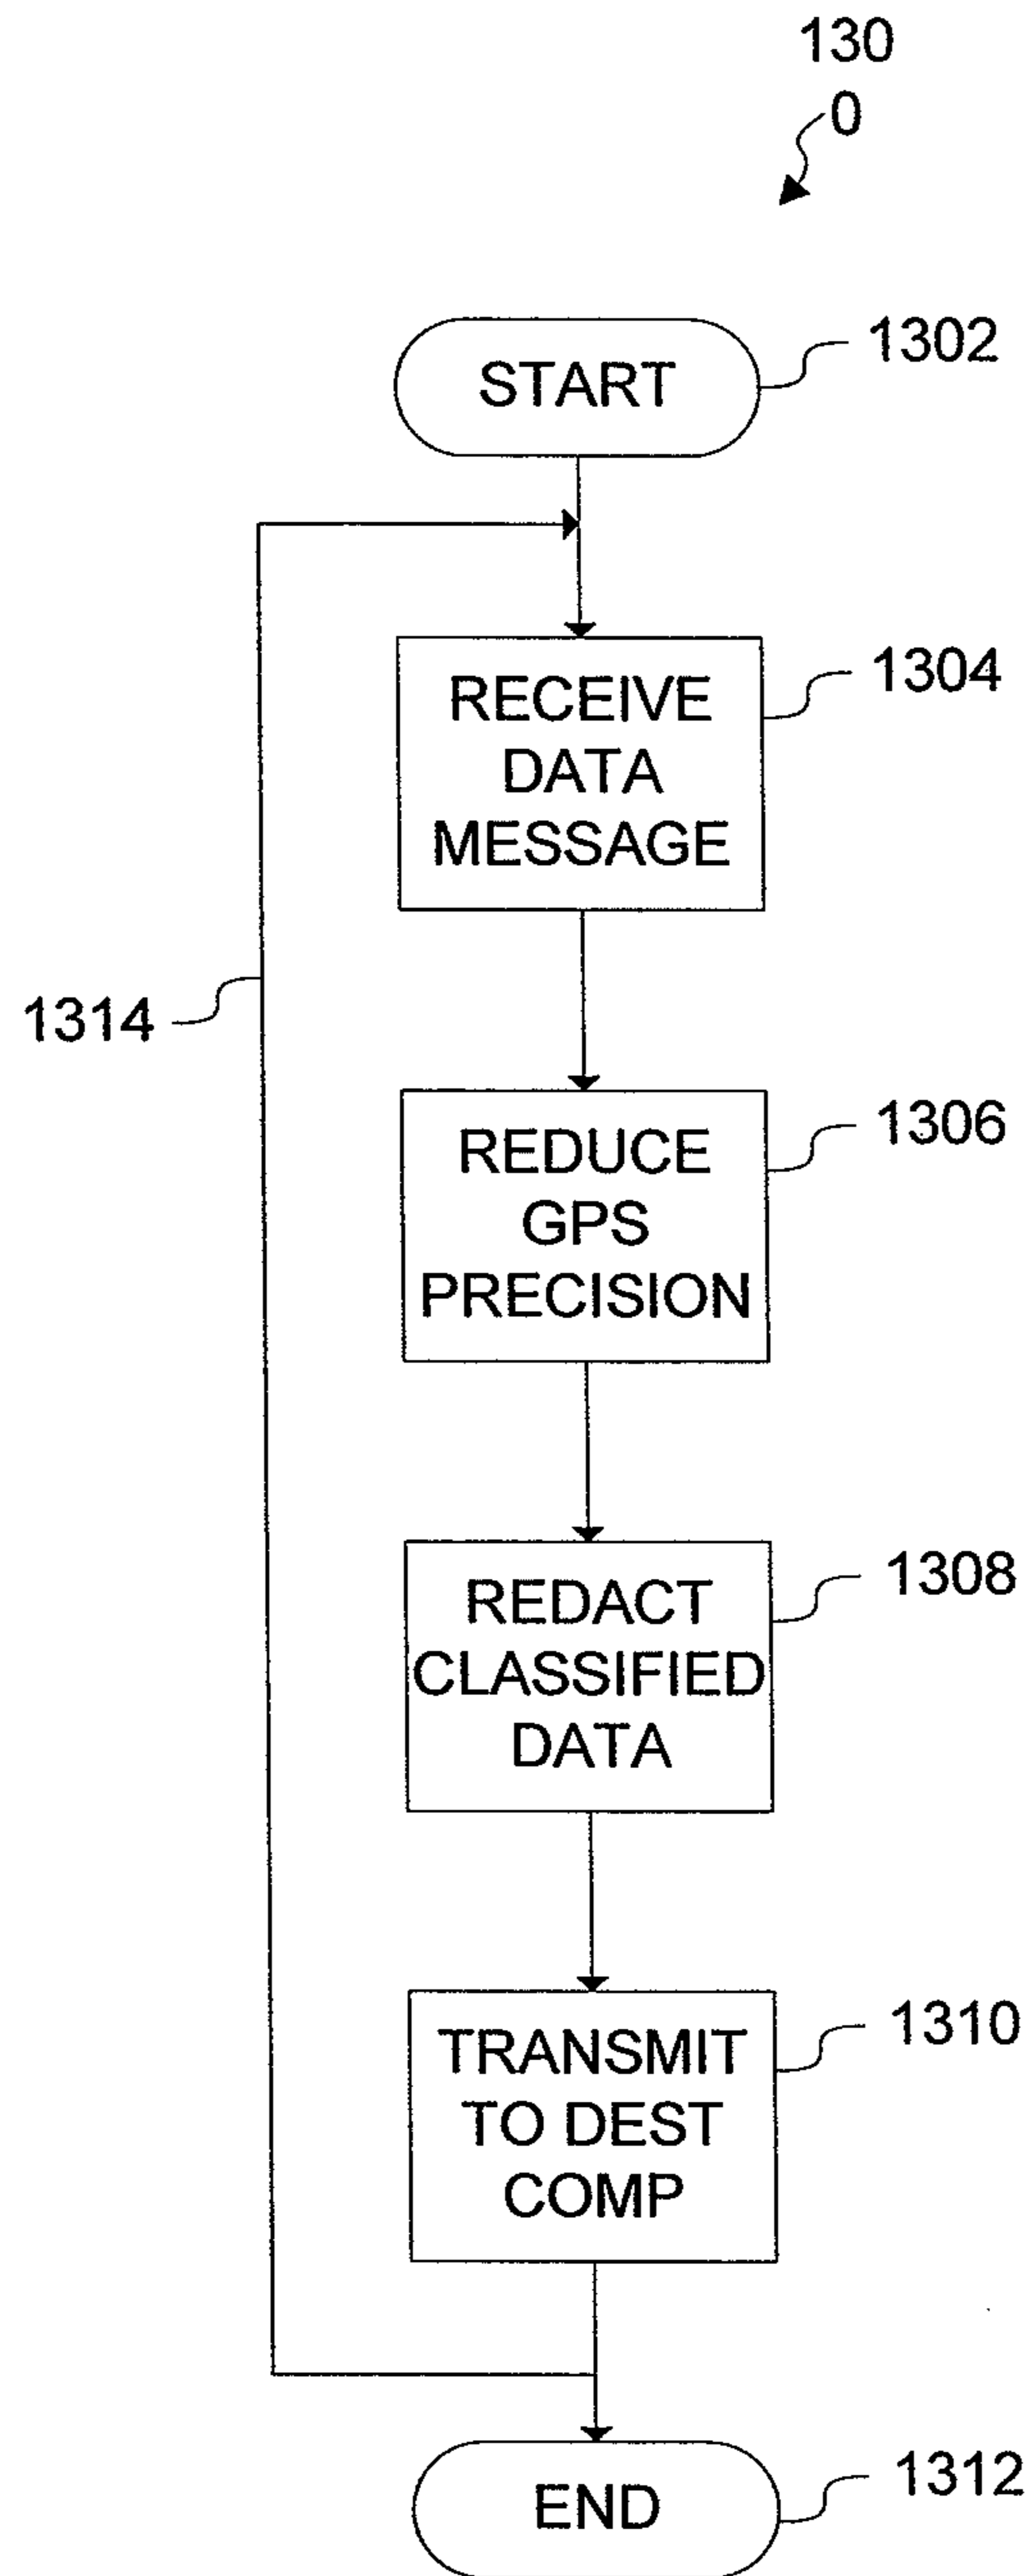 130
0
START
1302
RECEIVE
DATA
MESSAGE
1304
1314
REDUCE
GPS
PRECISION
1306
REDACT
CLASSIFIED
DATA
1308
TRANSMIT
TO DEST
COMP
1310
END
1312